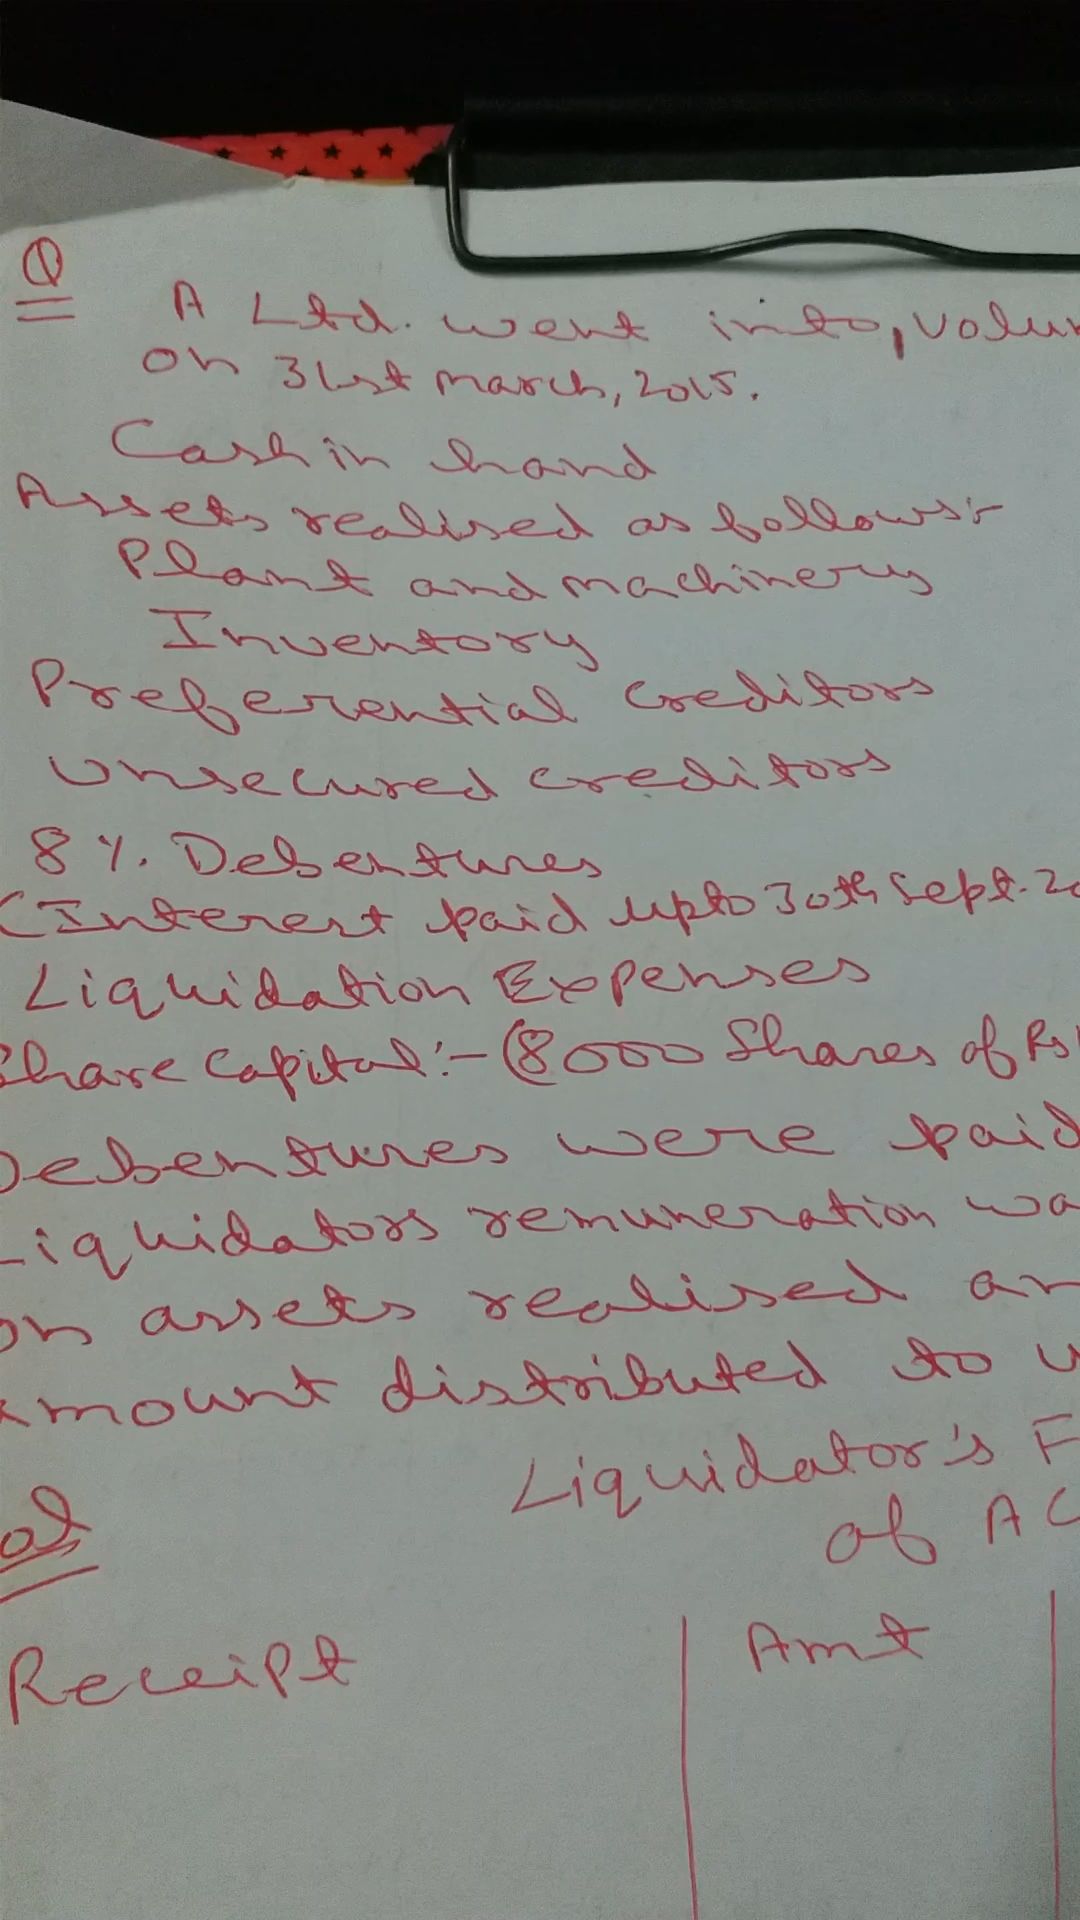 Q
A Ltd. went into, volun
on 31st march, 2015.
Cash in hand
Assets realised as follows:-
Plant and machinery
Inventory
Preferential creditors
Unsecured creditors
8%. Debentures
(Interest paid upto 30th Sept. 20
Liquidation Expenses
Share Capital:- (8000 Shares of Rs
Debentures were paid
Liquidators remuneration wa
on assets realised an
amount distributed to u
Liquidator's F
of A
Receipt
Amt